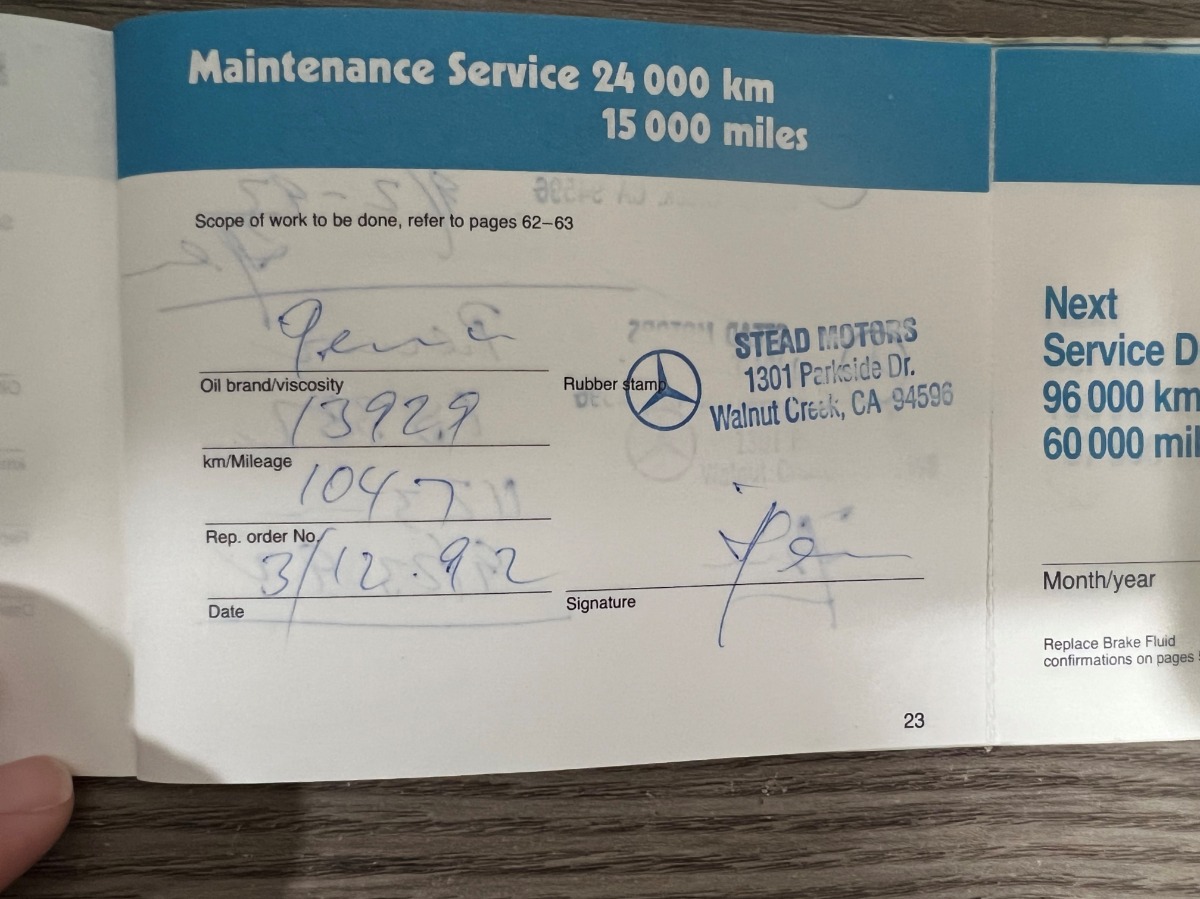 Maintenance Service 24 000 km
15 000 miles
Scope of work to be done, refer to pages 62–63
Oil brand/viscosity
13929
km/Mileage
1047
Rep. order No.
3/12.92
Date
Rubber stamp
STEAD MOTORS
1301 Parkside Dr.
Walnut Creek, CA 94596
Signature
23
Next
Service D
96 000 km
60 000 mil
Month/year
Replace Brake Fluid
confirmations on pages